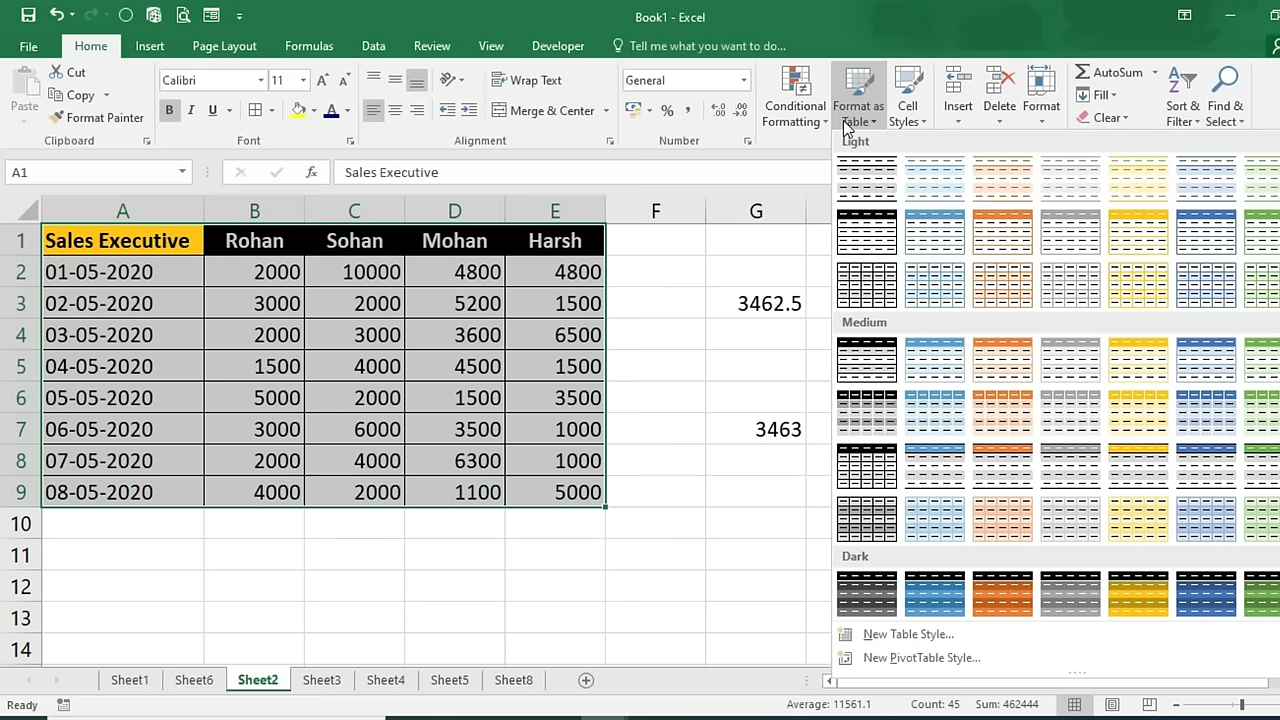 Book1 - Excel
File Home Insert Page Layout Formulas Data Review View Developer Tell me what you want to do...
Paste
Cut
Copy
Format Painter
Clipboard
Calibri 11
B I U A
Font
Wrap Text
Merge & Center
Alignment
General
% ,
Number
Conditional Formatting
Format as Table
Cell Styles
Insert
Delete
Format
AutoSum
Fill
Clear
Sort & Filter
Find & Select
A1
fx
Sales Executive
A B C D E F G
1 Sales Executive Rohan Sohan Mohan Harsh
2 01-05-2020 2000 10000 4800 4800
3 02-05-2020 3000 2000 5200 1500 3462.5
4 03-05-2020 2000 3000 3600 6500
5 04-05-2020 1500 4000 4500 1500
6 05-05-2020 5000 2000 1500 3500
7 06-05-2020 3000 6000 3500 1000 3463
8 07-05-2020 2000 4000 6300 1000
9 08-05-2020 4000 2000 1100 5000
10
11
12
13
14
Light
Medium
Dark
New Table Style...
New PivotTable Style...
Sheet1 Sheet6 Sheet2 Sheet3 Sheet4 Sheet5 Sheet8
Ready
Average: 11561.1 Count: 45 Sum: 462444